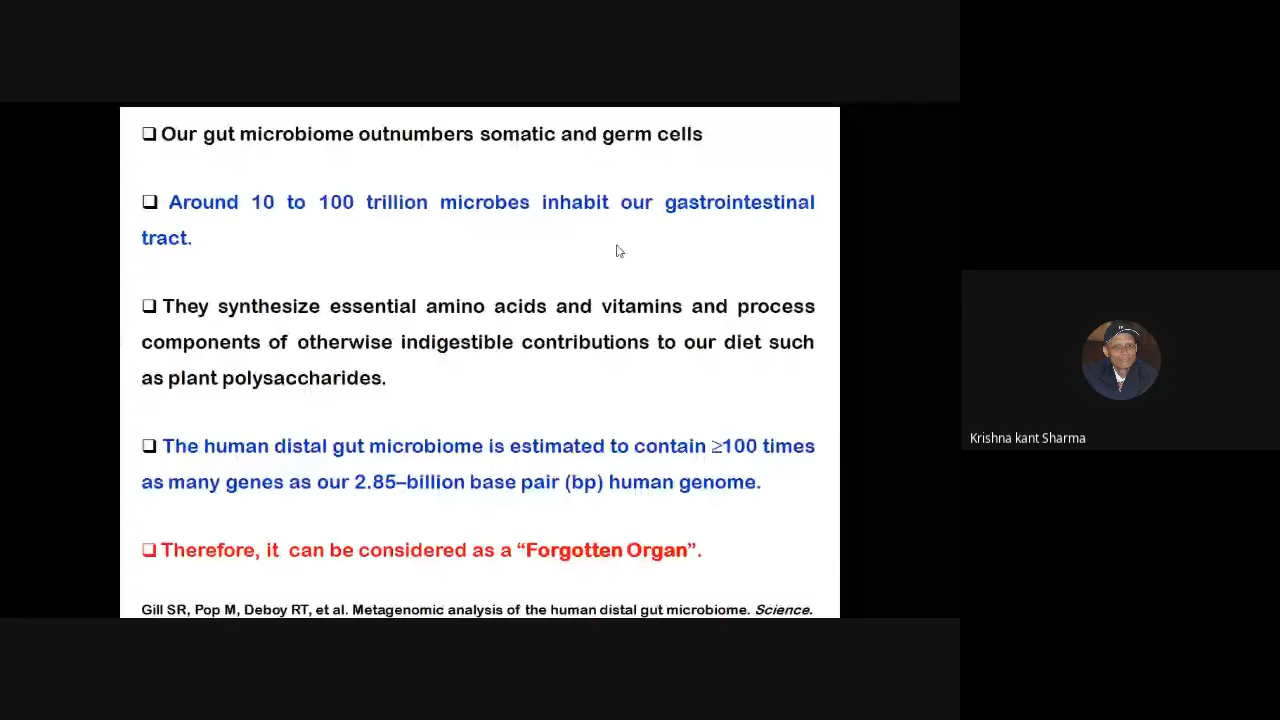 ❑ Our gut microbiome outnumbers somatic and germ cells
❑ Around 10 to 100 trillion microbes inhabit our gastrointestinal
tract.
❑ They synthesize essential amino acids and vitamins and process
components of otherwise indigestible contributions to our diet such
as plant polysaccharides.
❑ The human distal gut microbiome is estimated to contain ≥100 times
as many genes as our 2.85–billion base pair (bp) human genome.
❑ Therefore, it can be considered as a “Forgotten Organ”.
Gill SR, Pop M, Deboy RT, et al. Metagenomic analysis of the human distal gut microbiome. Science.
Krishna kant Sharma